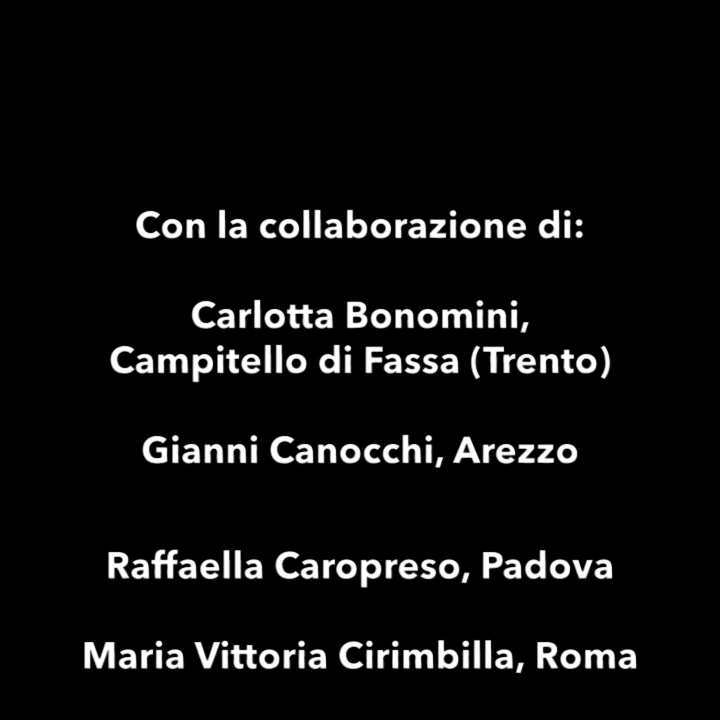 Con la collaborazione di:
Carlotta Bonomini,
Campitello di Fassa (Trento)
Gianni Canocchi, Arezzo
Raffaella Caropreso, Padova
Maria Vittoria Cirimbilla, Roma